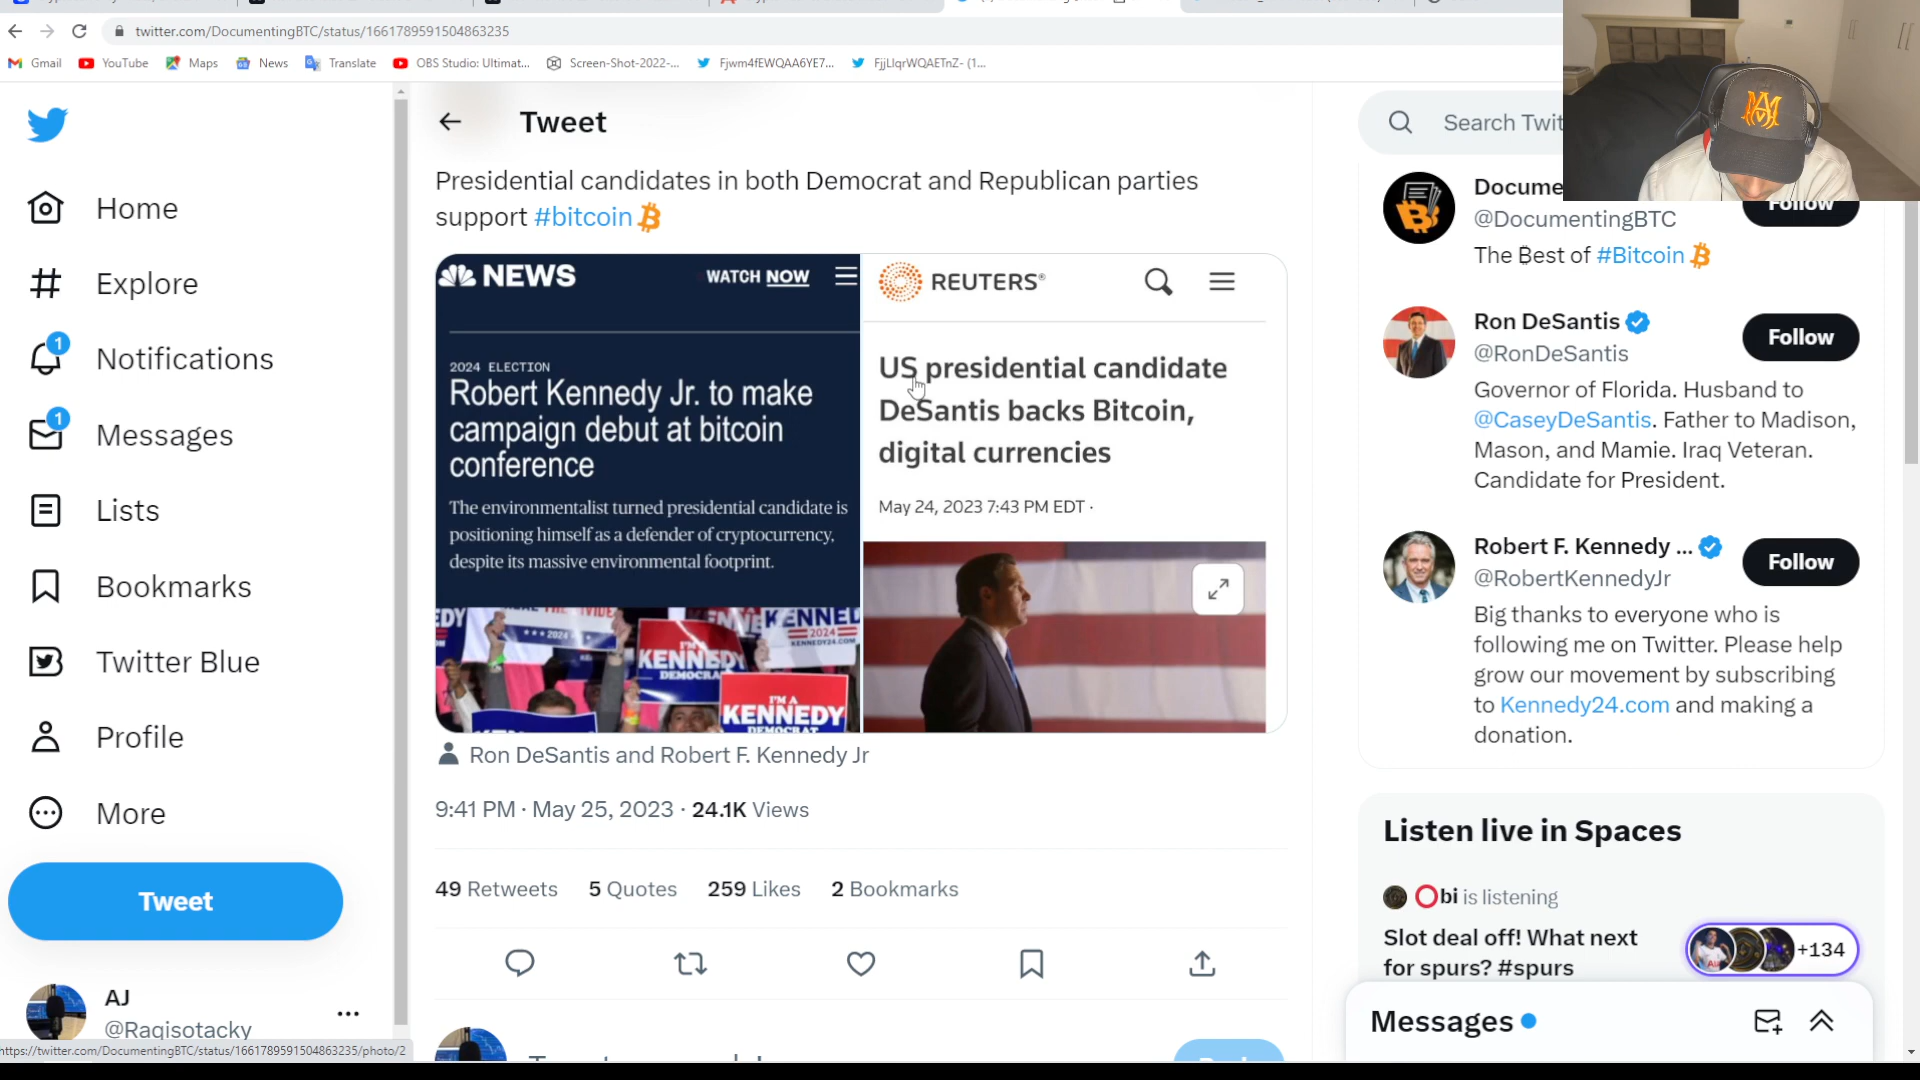 twitter.com/DocumentingBTC/status/1661789591504863235
Gmail
YouTube
Maps
News
Translate
OBS Studio: Ultimat...
Screen-Shot-2022-...
Fjwm4fEWQAA6YE7...
FjjLlqrWQAETnZ- (1...
Home
Explore
1
Notifications
1
Messages
Lists
Bookmarks
Twitter Blue
Profile
More
Tweet
AJ
@Raqisotacky
https://twitter.com/DocumentingBTC/status/1661789591504863235/photo/2
Tweet
Presidential candidates in both Democrat and Republican parties
support #bitcoin
NEWS
WATCH NOW
2024 ELECTION
Robert Kennedy Jr. to make
campaign debut at bitcoin
conference
The environmentalist turned presidential candidate is
positioning himself as a defender of cryptocurrency,
despite its massive environmental footprint.
KENNEDY
DEMOCRAT
2024
KENNEDY24.COM
I'M A
KENNEDY
DEMOCRAT
REUTERS®
US presidential candidate
DeSantis backs Bitcoin,
digital currencies
May 24, 2023 7:43 PM EDT ·
Ron DeSantis and Robert F. Kennedy Jr
9:41 PM · May 25, 2023 · 24.1K Views
49 Retweets 5 Quotes 259 Likes 2 Bookmarks
Search Twit
Docume
@DocumentingBTC
Follow
The Best of #Bitcoin
Ron DeSantis
@RonDeSantis
Follow
Governor of Florida. Husband to
@CaseyDeSantis. Father to Madison,
Mason, and Mamie. Iraq Veteran.
Candidate for President.
Robert F. Kennedy ...
@RobertKennedyJr
Follow
Big thanks to everyone who is
following me on Twitter. Please help
grow our movement by subscribing
to Kennedy24.com and making a
donation.
Listen live in Spaces
Obi is listening
Slot deal off! What next
for spurs? #spurs
+134
Messages